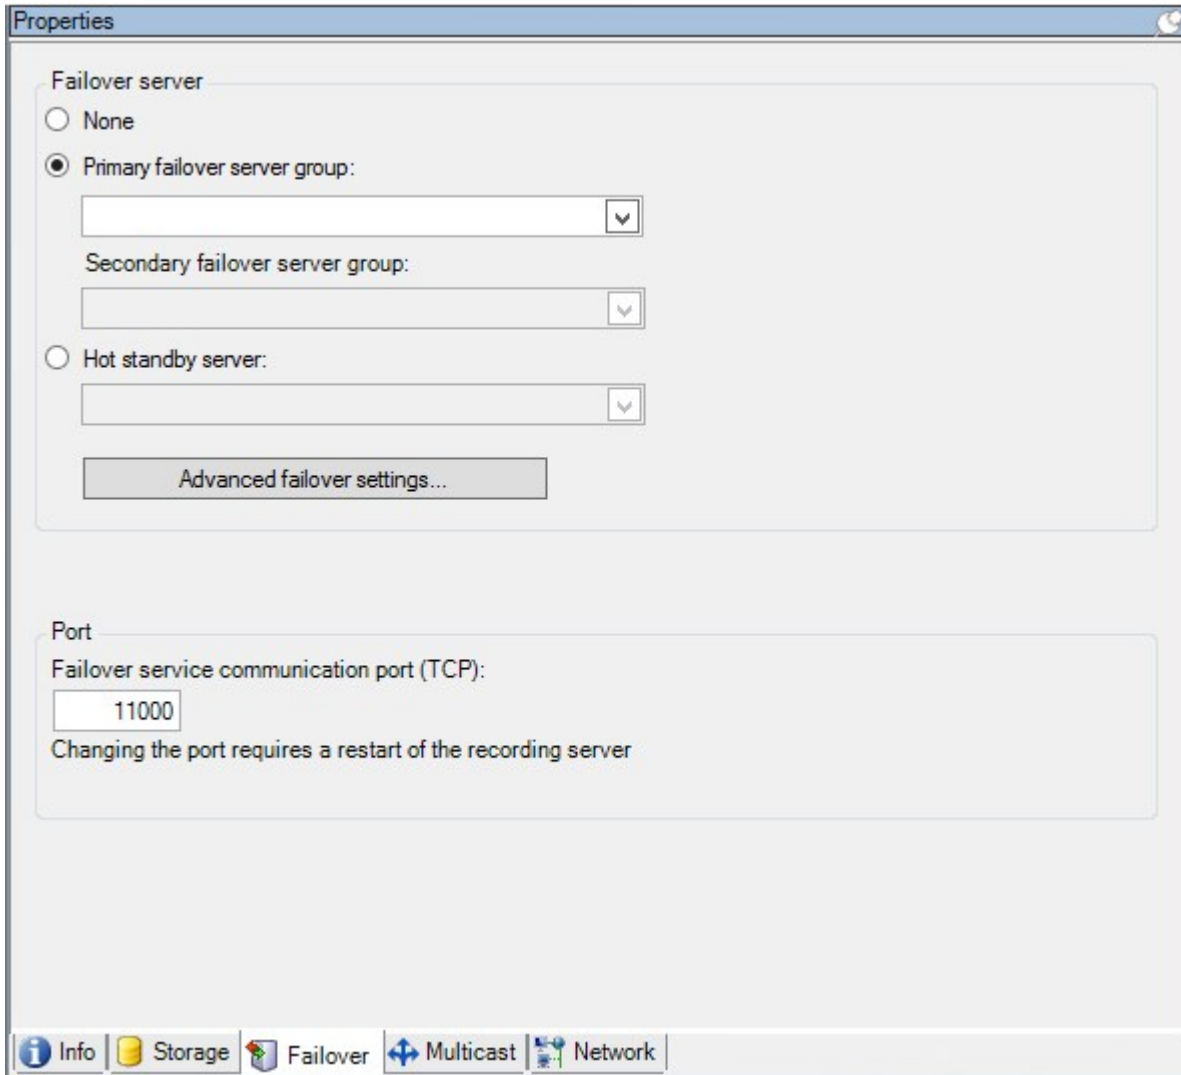 Properties
Failover server
None
Primary failover server group:
Secondary failover server group:
Hot standby server:
Advanced failover settings...
Port
Failover service communication port (TCP):
11000
Changing the port requires a restart of the recording server
Info Storage Failover Multicast Network